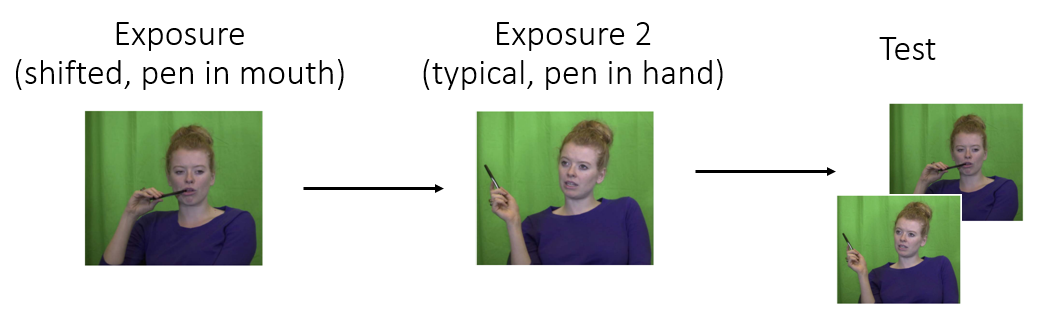 Exposure
(shifted, pen in mouth)
Exposure 2
(typical, pen in hand)
Test